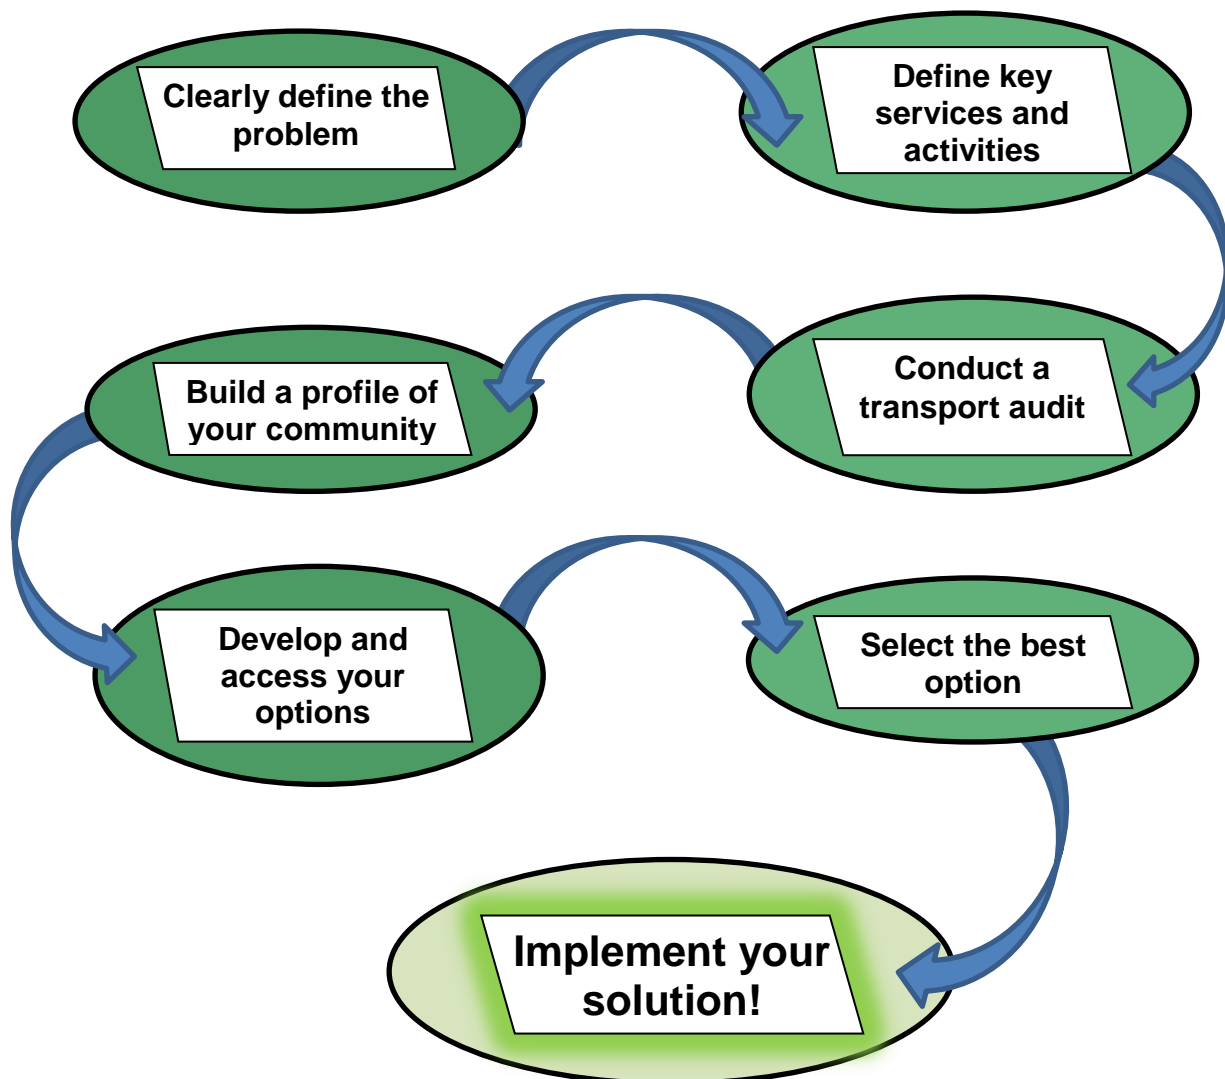 Clearly define the
problem
Define key
services and
activities
Conduct a
transport audit
Build a profile of
your community
Develop and
access your
options
Select the best
option
Implement your
solution!